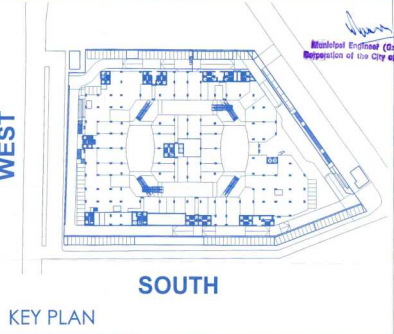 Municipal Engineer (G
Corporation of the City o
WEST
SOUTH
KEY PLAN